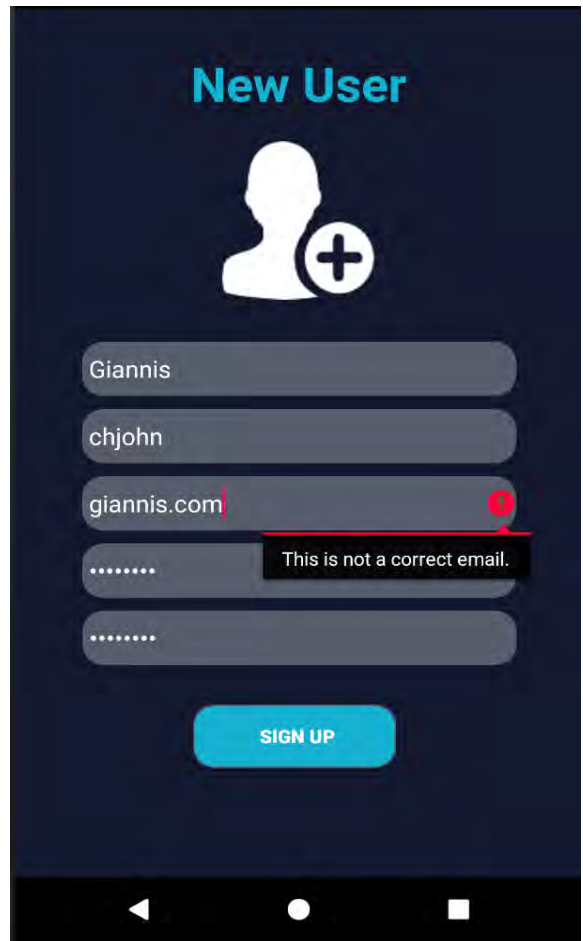 New User
Giannis
chjohn
giannis.com
This is not a correct email.
••••••••
••••••••
SIGN UP